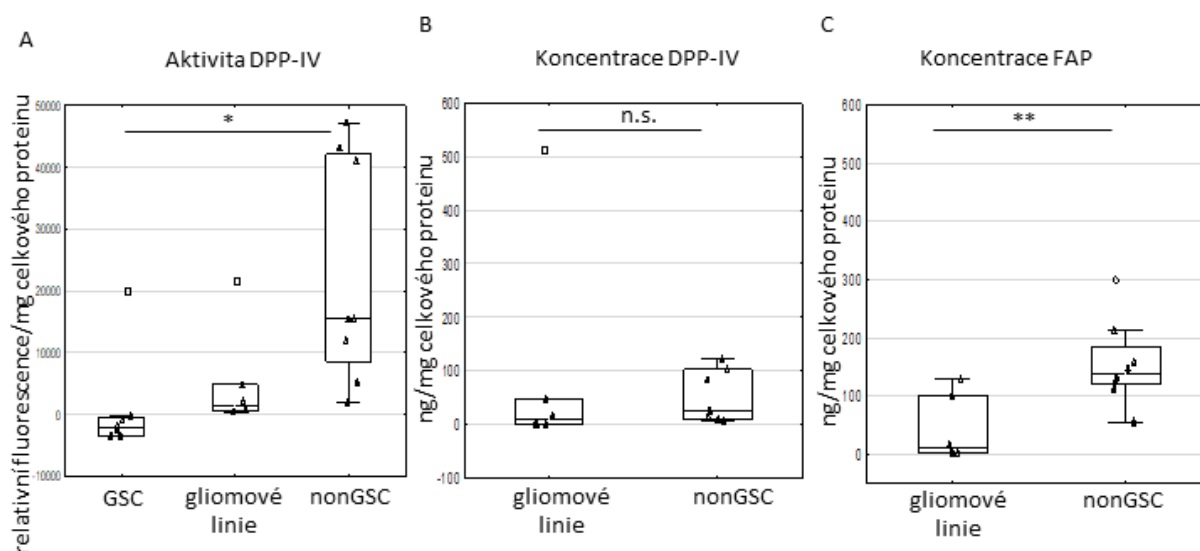 A
Aktivita DPP-IV
relativní fluorescence/mg celkového proteinu
50000
40000
30000
20000
10000
0
-10000
*
GSC
gliomové
linie
nonGSC
B
Koncentrace DPP-IV
ng/mg celkového proteinu
600
500
400
300
200
100
0
-100
n.s.
gliomové
linie
nonGSC
C
Koncentrace FAP
ng/mg celkového proteinu
600
500
400
300
200
100
0
**
gliomové
linie
nonGSC